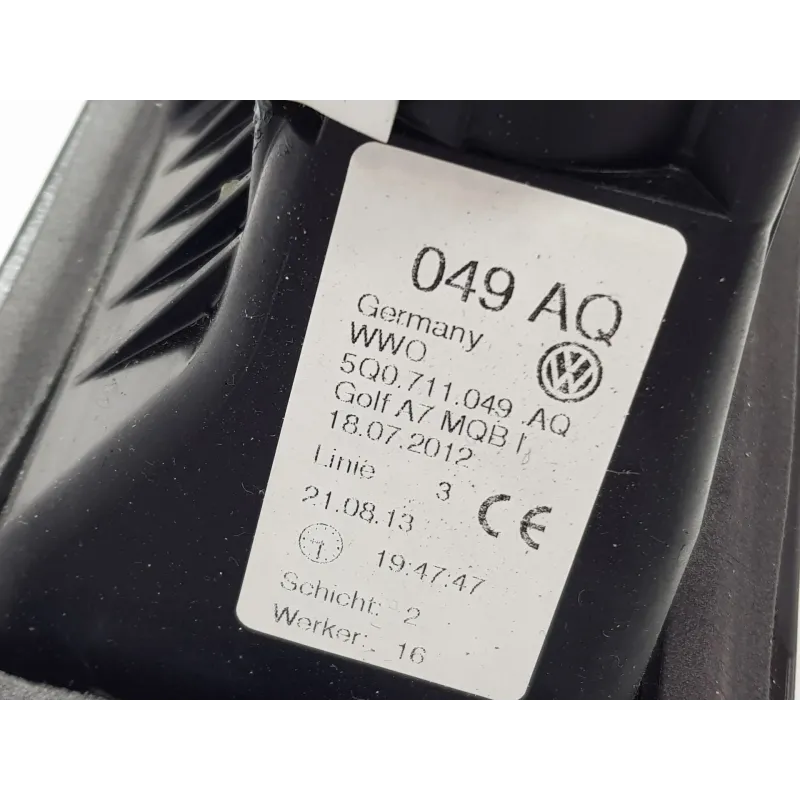 049 AQ
Germany
WWO
5Q0.711.049 AQ
Golf A7 MQB I
18.07.2012
Linie 3
21.08.13 CE
19:47:47
Schicht: 2
Werker: 16